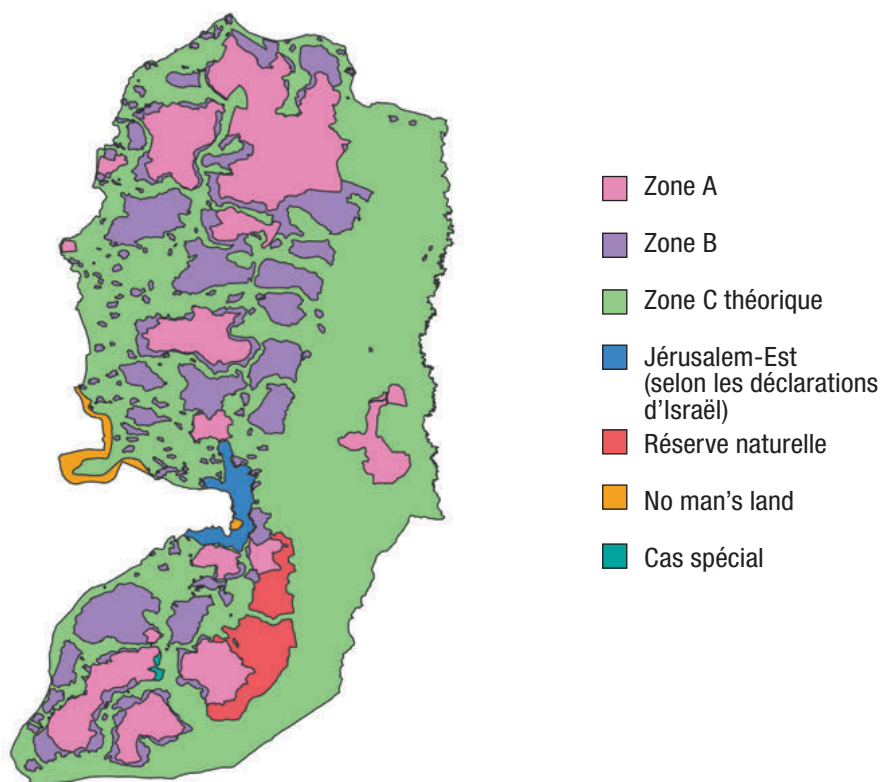 Zone A
Zone B
Zone C théorique
Jérusalem-Est
(selon les déclarations
d’Israël)
Réserve naturelle
No man’s land
Cas spécial